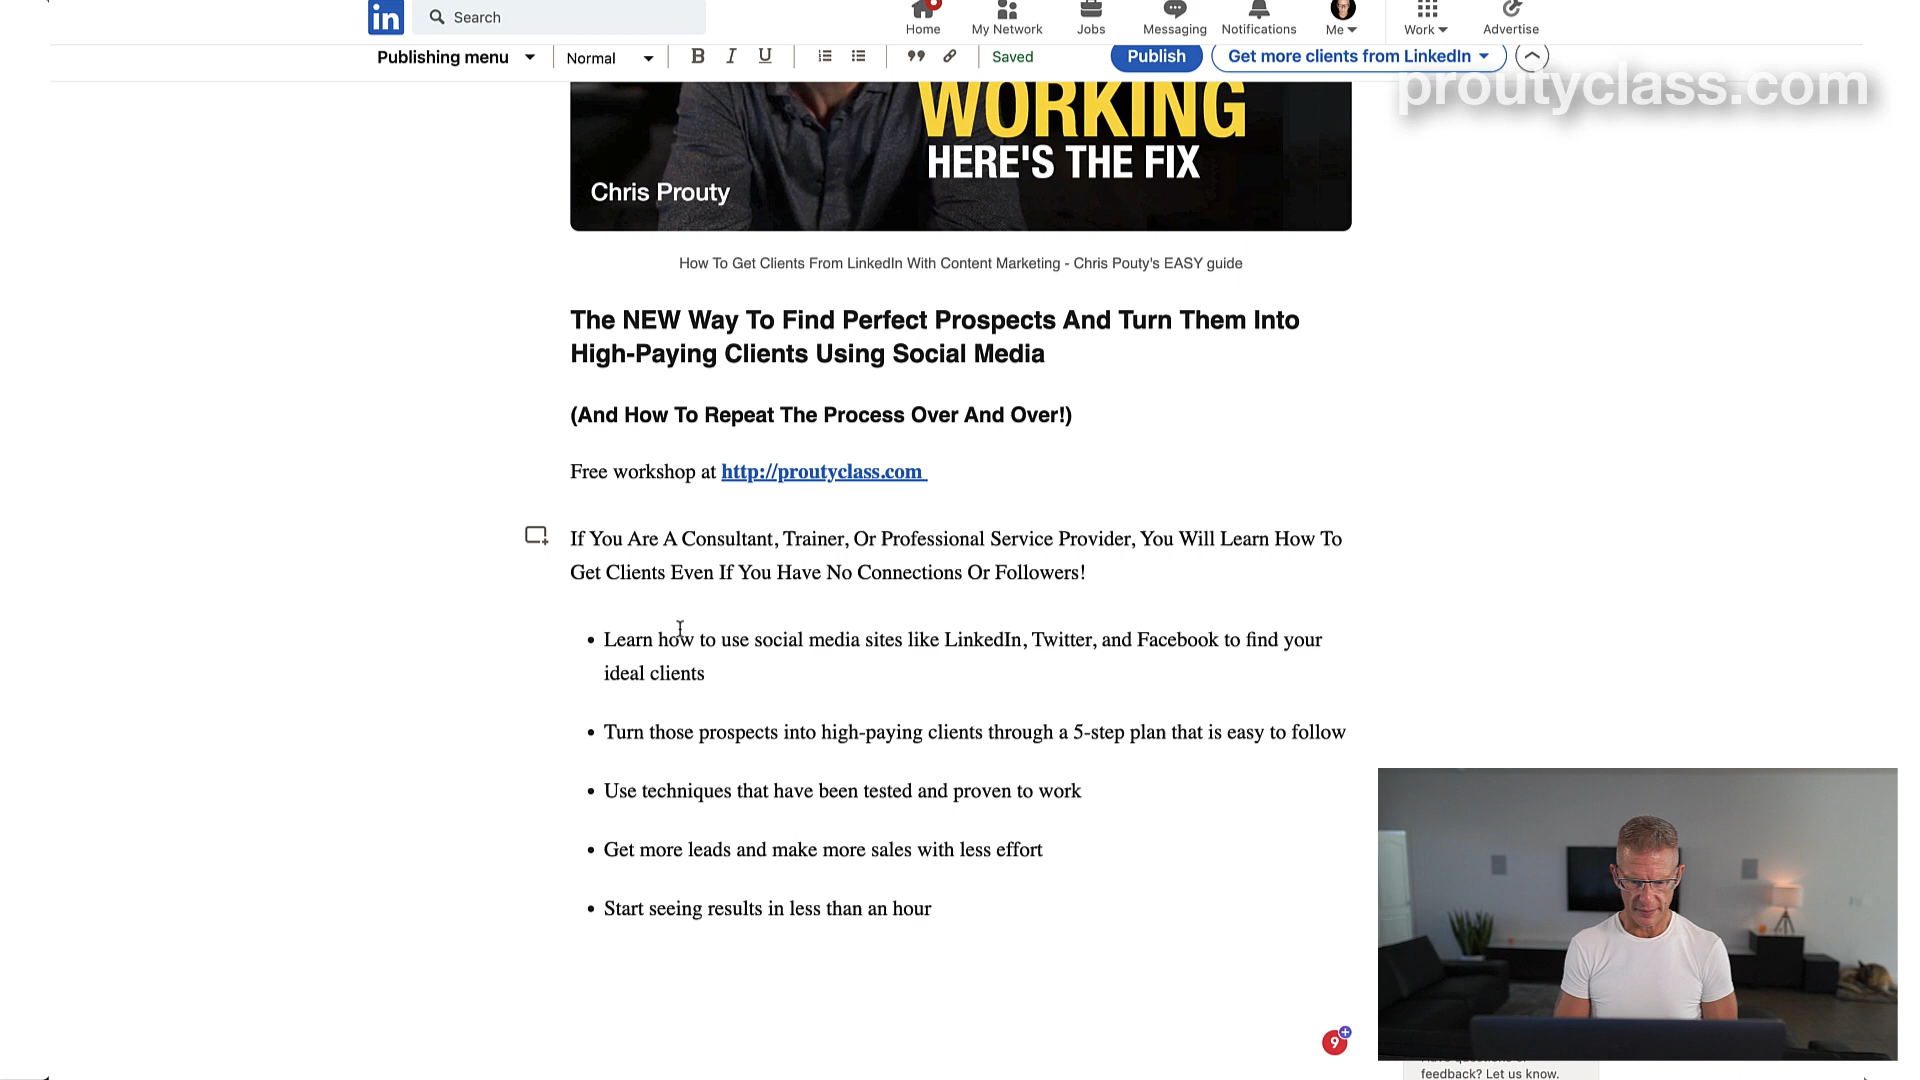 in
Search
Home
My Network
Jobs
Messaging
Notifications
Me
Work
Advertise
Publishing menu
Normal
B I U
Saved
Publish
Get more clients from LinkedIn
proutyclass.com
WORKING
HERE'S THE FIX
Chris Prouty
How To Get Clients From LinkedIn With Content Marketing - Chris Pouty's EASY guide
The NEW Way To Find Perfect Prospects And Turn Them Into
High-Paying Clients Using Social Media
(And How To Repeat The Process Over And Over!)
Free workshop at http://proutyclass.com
If You Are A Consultant, Trainer, Or Professional Service Provider, You Will Learn How To
Get Clients Even If You Have No Connections Or Followers!
• Learn how to use social media sites like LinkedIn, Twitter, and Facebook to find your
ideal clients
• Turn those prospects into high-paying clients through a 5-step plan that is easy to follow
• Use techniques that have been tested and proven to work
• Get more leads and make more sales with less effort
• Start seeing results in less than an hour
9
feedback? Let us know.